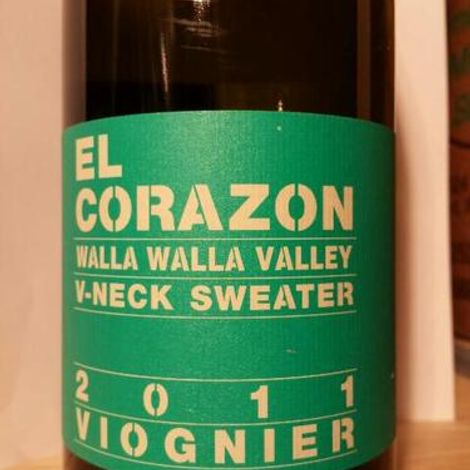 EL
CORAZON
WALLA WALLA VALLEY
V-NECK SWEATER
2011
VIOGNIER